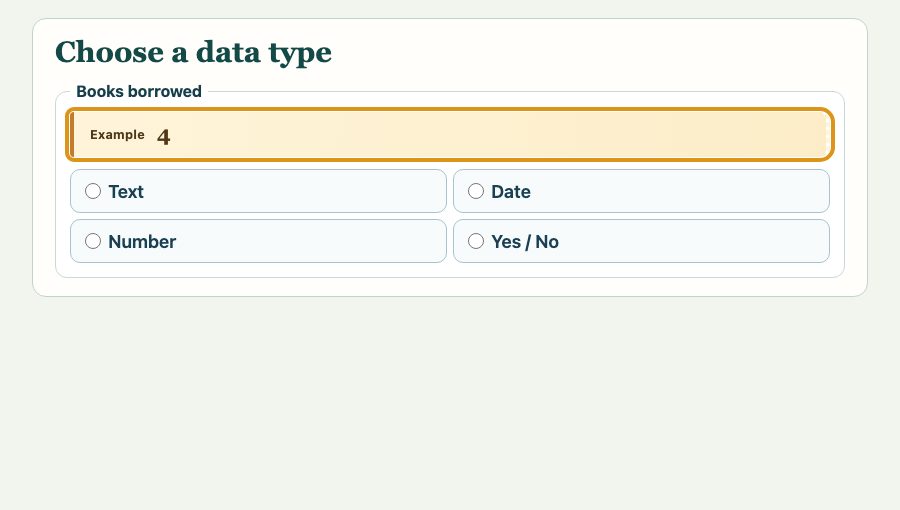 Choose a data type
Books borrowed
Example 4
Text
Date
Number
Yes / No